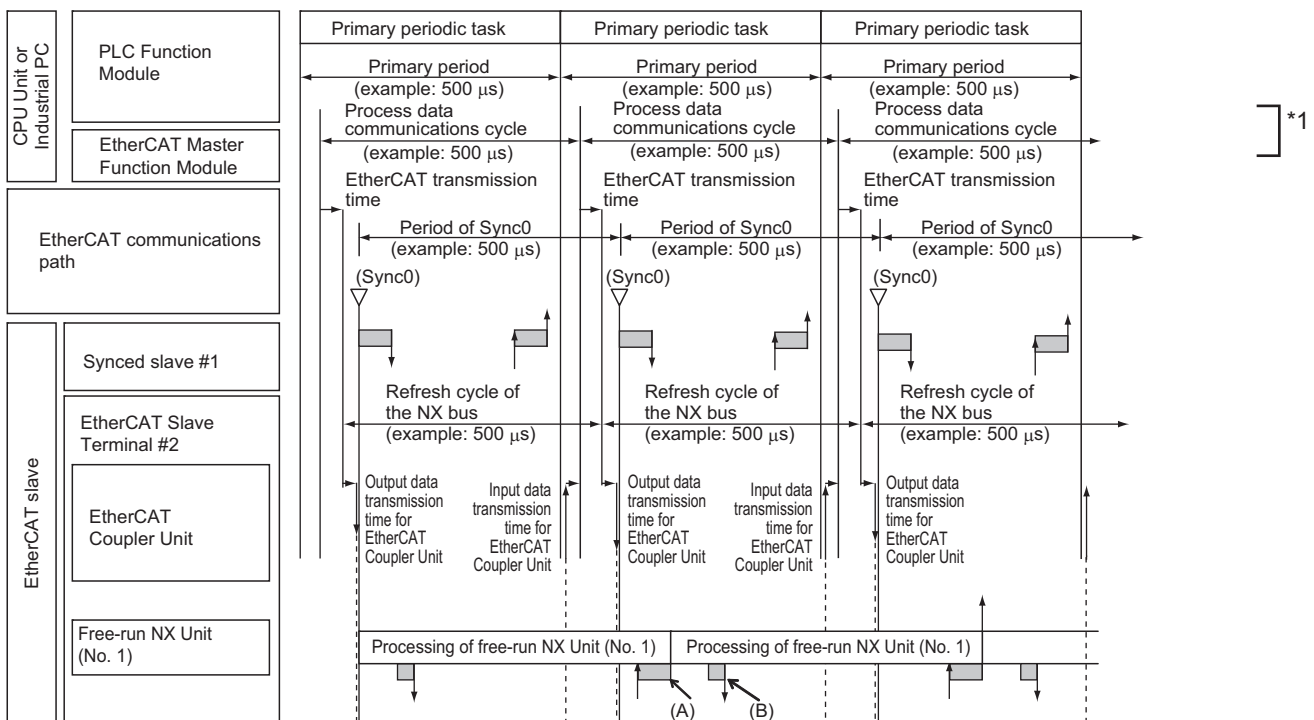 CPU Unit or
Industrial PC
PLC Function
Module
EtherCAT Master
Function Module
EtherCAT communications
path
EtherCAT slave
Synced slave #1
EtherCAT Slave
Terminal #2
EtherCAT
Coupler Unit
Free-run NX Unit
(No. 1)
Primary periodic task
Primary periodic task
Primary periodic task
Primary period
(example: 500 μs)
Primary period
(example: 500 μs)
Primary period
(example: 500 μs)
Process data
communications cycle
(example: 500 μs)
Process data
communications cycle
(example: 500 μs)
Process data
communications cycle
(example: 500 μs)
*1
EtherCAT transmission
time
EtherCAT transmission
time
EtherCAT transmission
time
Period of Sync0
(example: 500 μs)
Period of Sync0
(example: 500 μs)
Period of Sync0
(example: 500 μs)
(Sync0)
(Sync0)
(Sync0)
Refresh cycle of
the NX bus
(example: 500 μs)
Refresh cycle of
the NX bus
(example: 500 μs)
Refresh cycle of
the NX bus
(example: 500 μs)
Output data
transmission
time for
EtherCAT
Coupler Unit
Input data
transmission
time for
EtherCAT
Coupler Unit
Output data
transmission
time for
EtherCAT
Coupler Unit
Input data
transmission
time for
EtherCAT
Coupler Unit
Output data
transmission
time for
EtherCAT
Coupler Unit
Processing of free-run NX Unit (No. 1)
Processing of free-run NX Unit (No. 1)
(A)
(B)